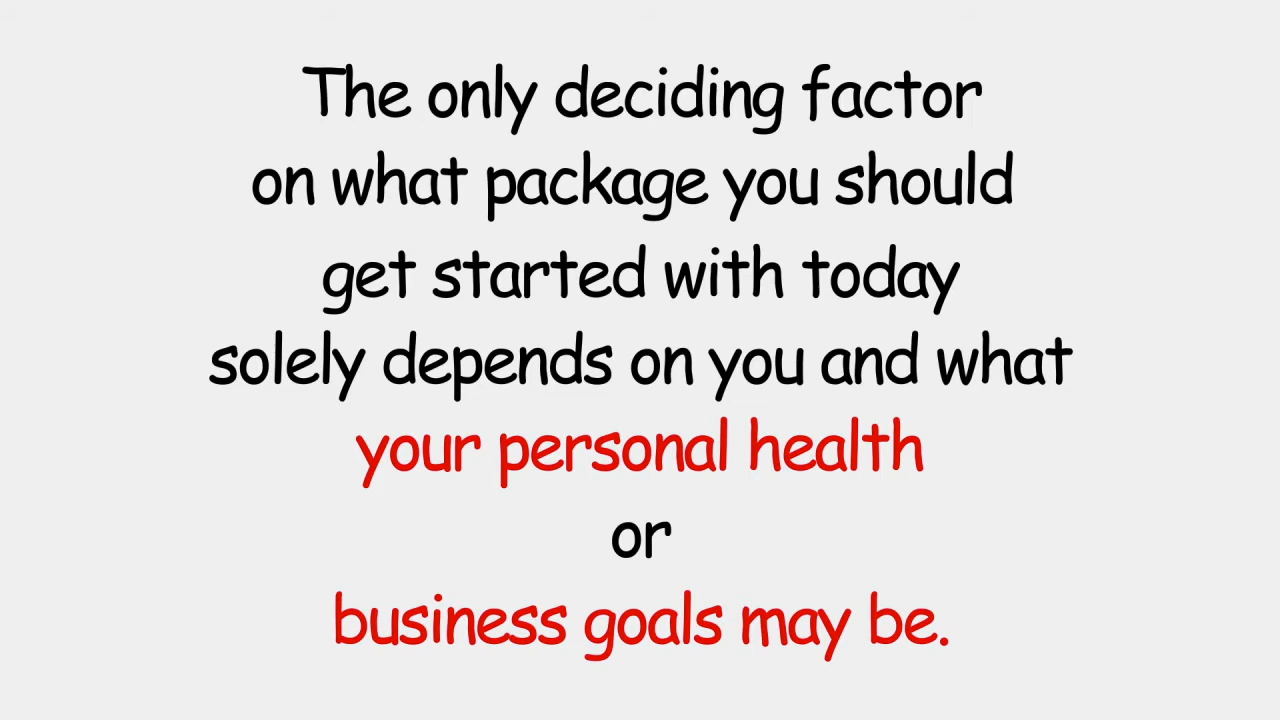 The only deciding factor
on what package you should
get started with today
solely depends on you and what
your personal health
or
business goals may be.